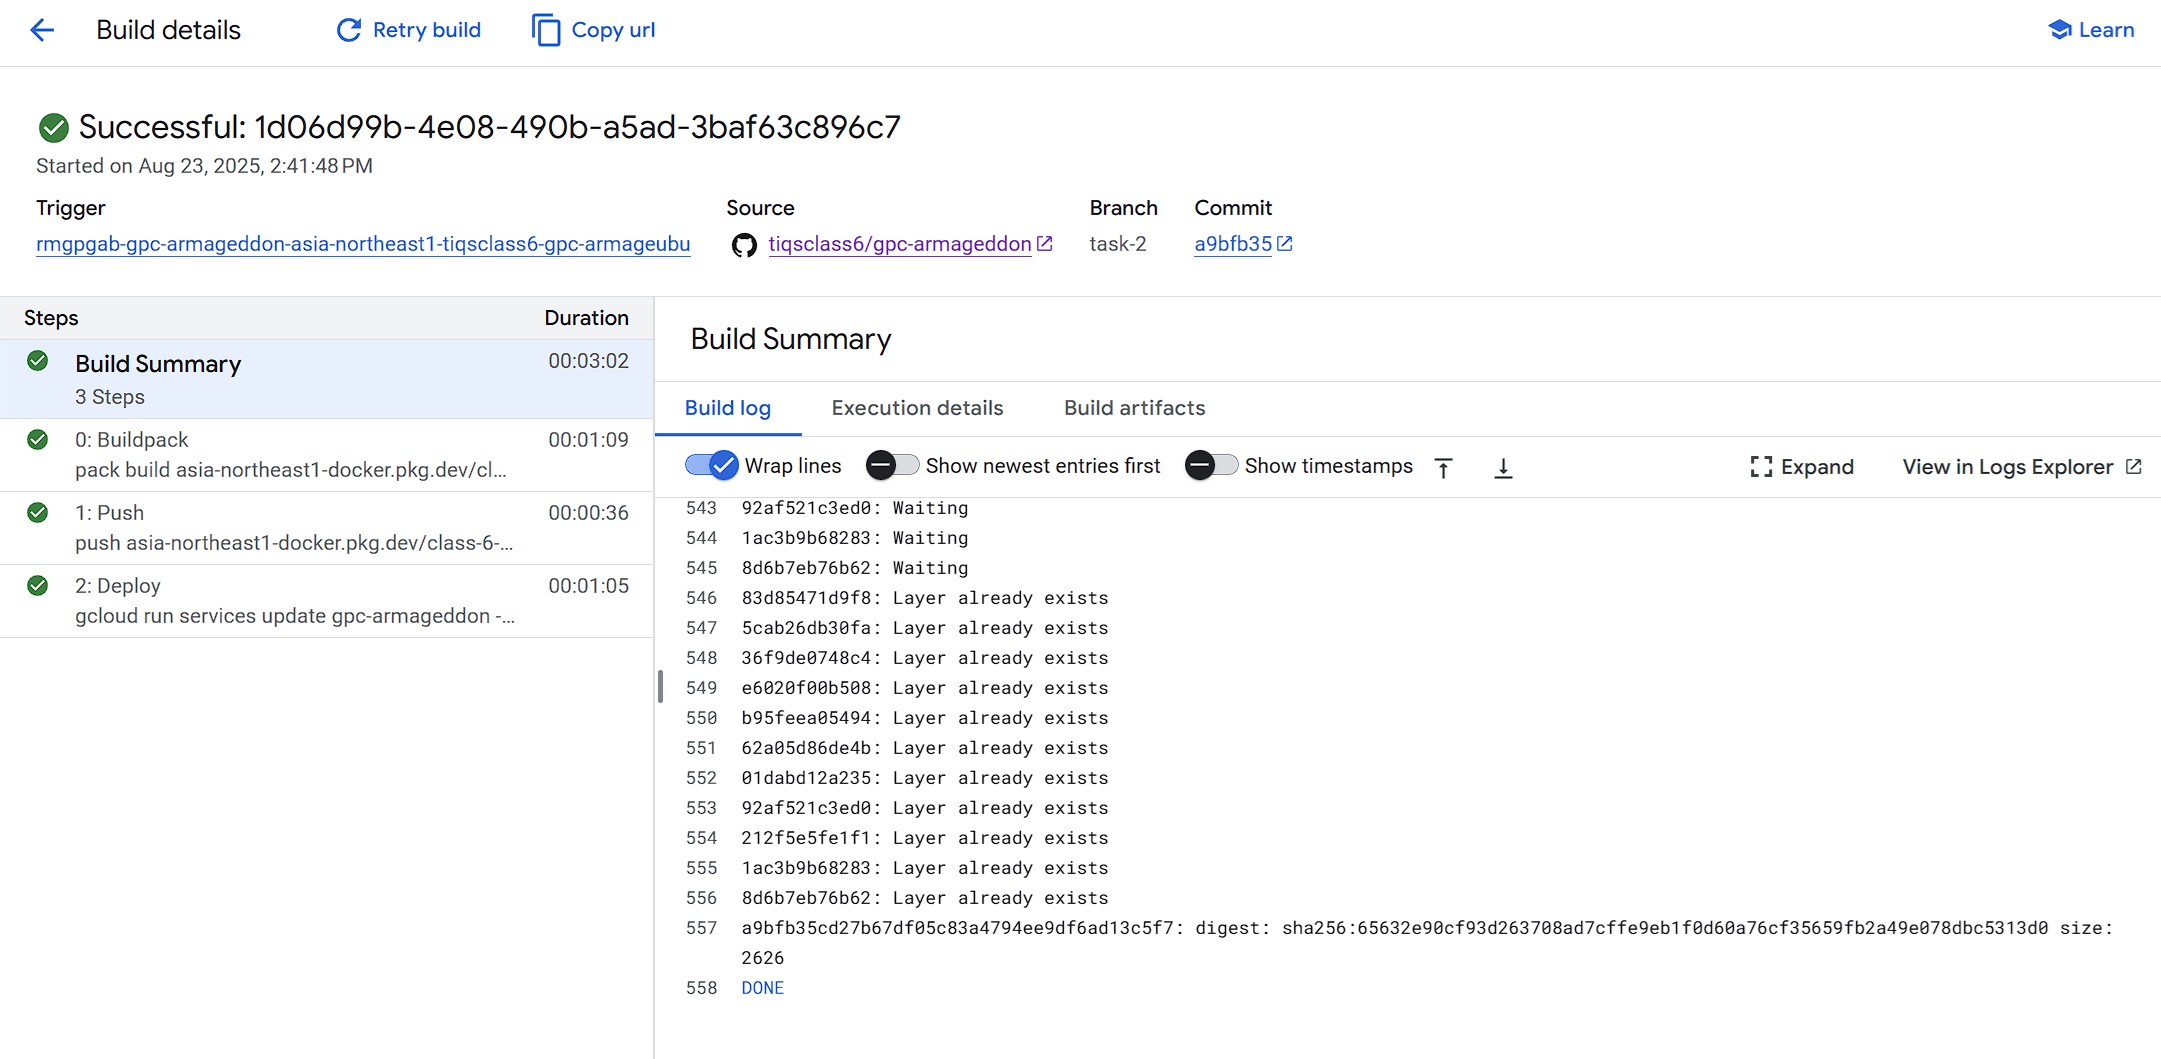 Build details Retry build Copy url Learn
Successful: 1d06d99b-4e08-490b-a5ad-3baf63c896c7
Started on Aug 23, 2025, 2:41:48 PM
Trigger Source Branch Commit
rmgpgab-gpc-armageddon-asia-northeast1-tiqsclass6-gpc-armageubu tiqsclass6/gpc-armageddon task-2 a9bfb35
Steps Duration
Build Summary 00:03:02
3 Steps
0: Buildpack 00:01:09
pack build asia-northeast1-docker.pkg.dev/cl...
1: Push 00:00:36
push asia-northeast1-docker.pkg.dev/class-6-...
2: Deploy 00:01:05
gcloud run services update gpc-armageddon -...
Build Summary
Build log Execution details Build artifacts
Wrap lines Show newest entries first Show timestamps Expand View in Logs Explorer
543 92af521c3ed0: Waiting
544 1ac3b9b68283: Waiting
545 8d6b7eb76b62: Waiting
546 83d85471d9f8: Layer already exists
547 5cab26db30fa: Layer already exists
548 36f9de0748c4: Layer already exists
549 e6020f00b508: Layer already exists
550 b95feea05494: Layer already exists
551 62a05d86de4b: Layer already exists
552 01dabd12a235: Layer already exists
553 92af521c3ed0: Layer already exists
554 212f5e5fe1f1: Layer already exists
555 1ac3b9b68283: Layer already exists
556 8d6b7eb76b62: Layer already exists
557 a9bfb35cd27b67df05c83a4794ee9df6ad13c5f7: digest: sha256:65632e90cf93d263708ad7cffe9eb1f0d60a76cf35659fb2a49e078dbc5313d0 size:
2626
558 DONE